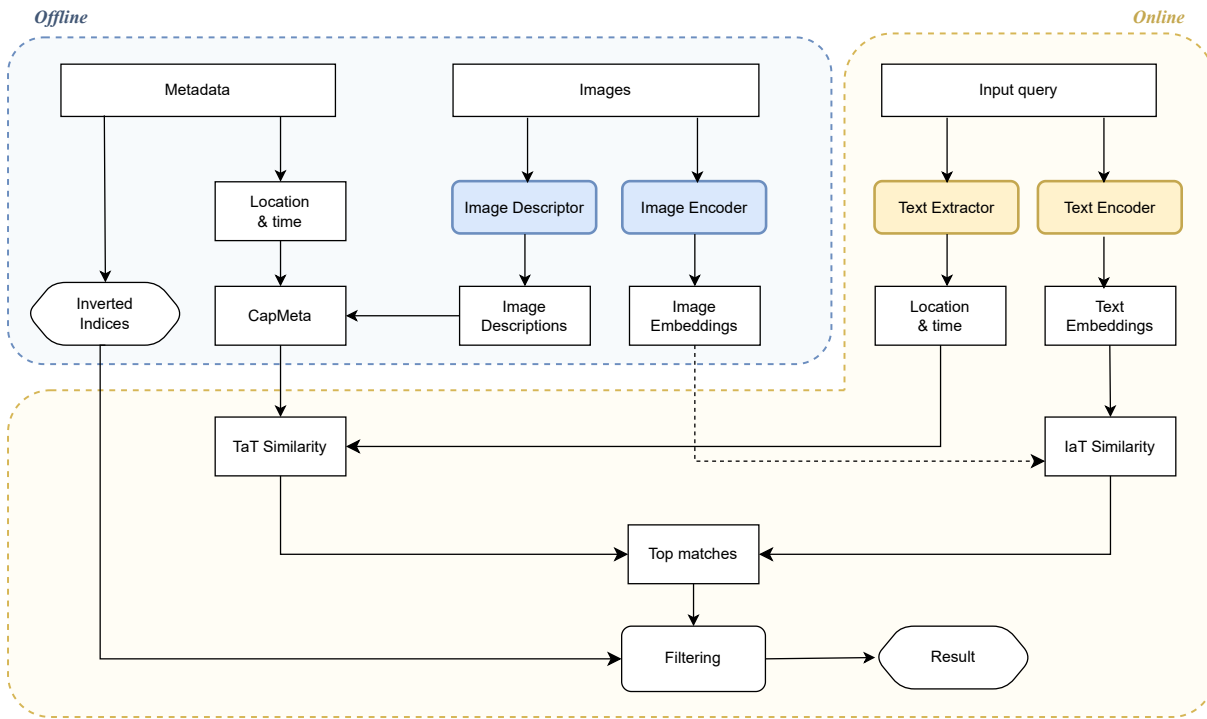 Offline
Online
Metadata
Images
Input query
Location
& time
Image Descriptor
Image Encoder
Text Extractor
Text Encoder
Inverted
Indices
CapMeta
Image
Descriptions
Image
Embeddings
Location
& time
Text
Embeddings
TaT Similarity
IaT Similarity
Top matches
Filtering
Result